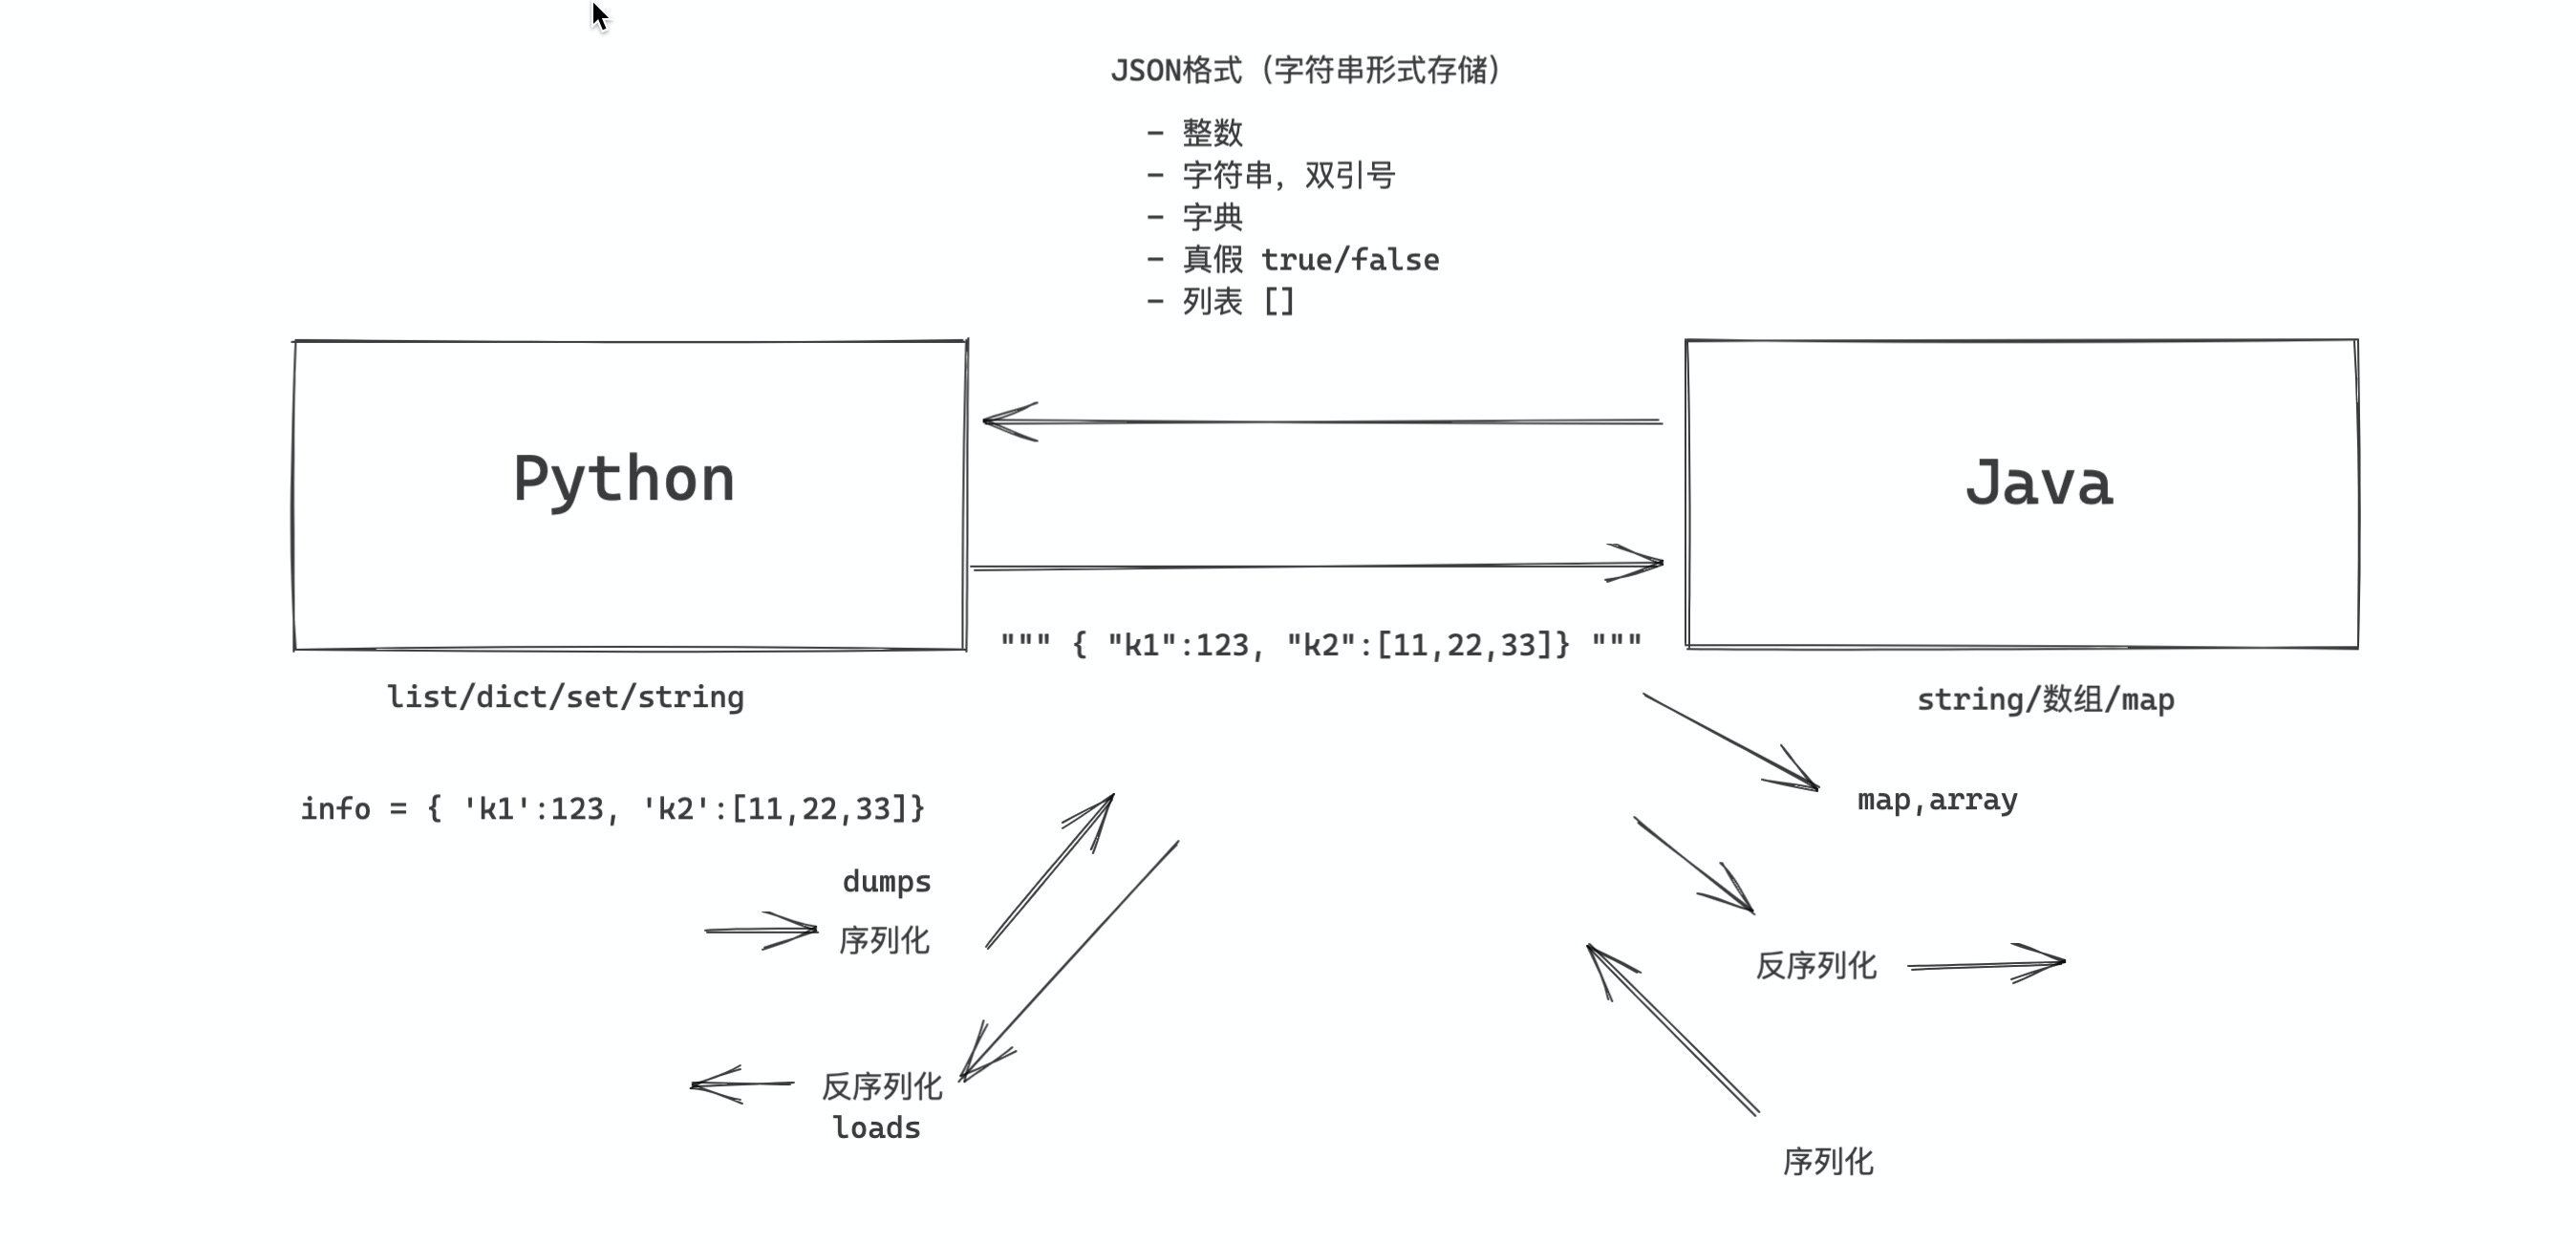 JSON格式（字符串形式存储）
- 整数
- 字符串，双引号
- 字典
- 真假 true/false
- 列表 []
Python
Java
""" { "k1":123, "k2":[11,22,33]} """
list/dict/set/string
string/数组/map
info = { 'k1':123, 'k2':[11,22,33]}
map,array
dumps
序列化
反序列化
反序列化
loads
序列化